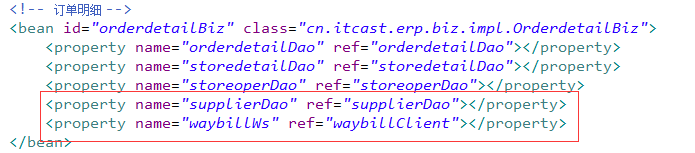 <!-- 订单明细 -->
<bean id="orderdetailBiz" class="cn.itcast.erp.biz.impl.OrderdetailBiz">
<property name="orderdetailDao" ref="orderdetailDao"></property>
<property name="storedetailDao" ref="storedetailDao"></property>
<property name="storeoperDao" ref="storeoperDao"></property>
<property name="supplierDao" ref="supplierDao"></property>
<property name="waybillWs" ref="waybillClient"></property>
</bean>